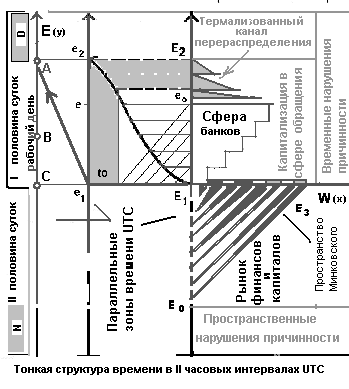 D
E (y)
A
B
C
I половина суток
рабочий день
II половина суток
N
e2
e
e1
to
E2
eo
E1
E3
E0
W(x)
Термализованный
канал
перераспределения
Сфера
банков
Капитализация в
сфере обращения
Временные нарушения
причинности
Параллельные
зоны времени UTC
Рынок
финансов
и
капиталов
Пространство
Минковского
Пространственные
нарушения причинности
Тонкая структура времени в II часовых интервалах UTC